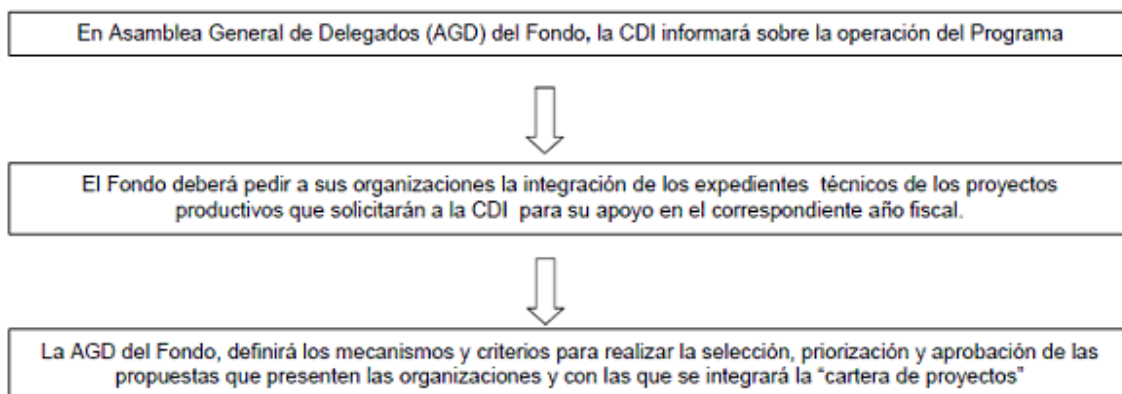 En Asamblea General de Delegados (AGD) del Fondo, la CDI informará sobre la operación del Programa
El Fondo deberá pedir a sus organizaciones la integración de los expedientes técnicos de los proyectos
productivos que solicitarán a la CDI para su apoyo en el correspondiente año fiscal.
La AGD del Fondo, definirá los mecanismos y criterios para realizar la selección, priorización y aprobación de las
propuestas que presenten las organizaciones y con las que se integrará la “cartera de proyectos”